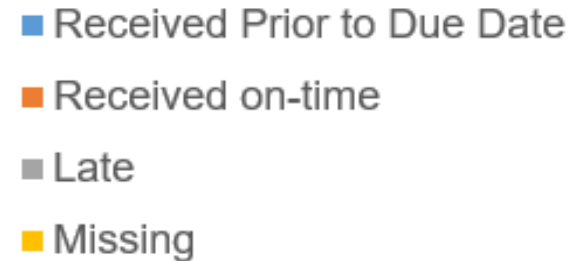 Received Prior to Due Date
Received on-time
Late
Missing